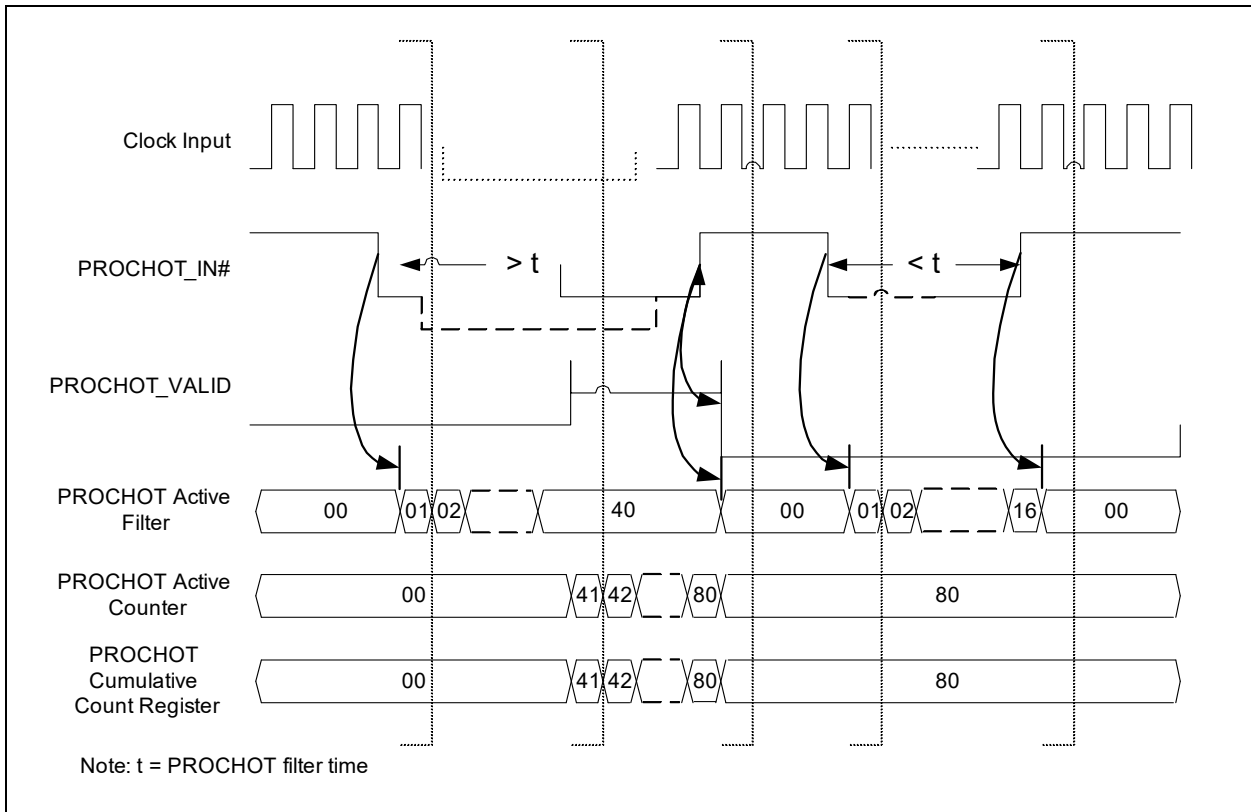 Clock Input
PROCHOT_IN#
> t
< t
PROCHOT_VALID
PROCHOT Active
Filter
00
01
02
40
00
01
02
16
00
PROCHOT Active
Counter
00
41
42
80
80
PROCHOT
Cumulative
Count Register
00
41
42
80
80
Note: t = PROCHOT filter time